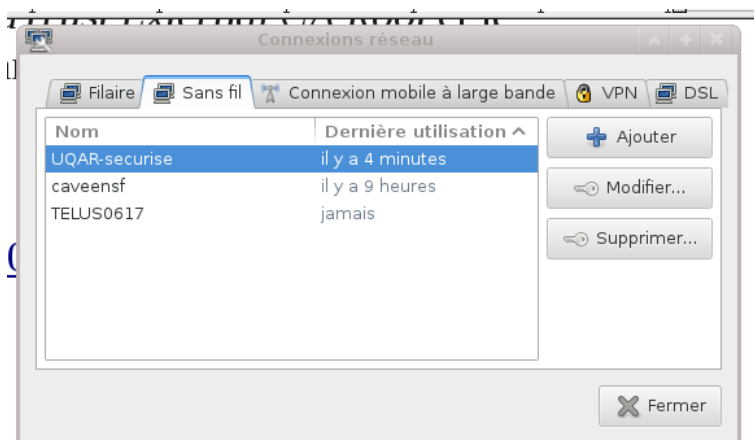 Connexions réseau
Filaire Sans fil Connexion mobile à large bande VPN DSL
Nom Dernière utilisation
UQAR-securise il y a 4 minutes
caveensf il y a 9 heures
TELUS0617 jamais
Ajouter
Modifier...
Supprimer...
Fermer